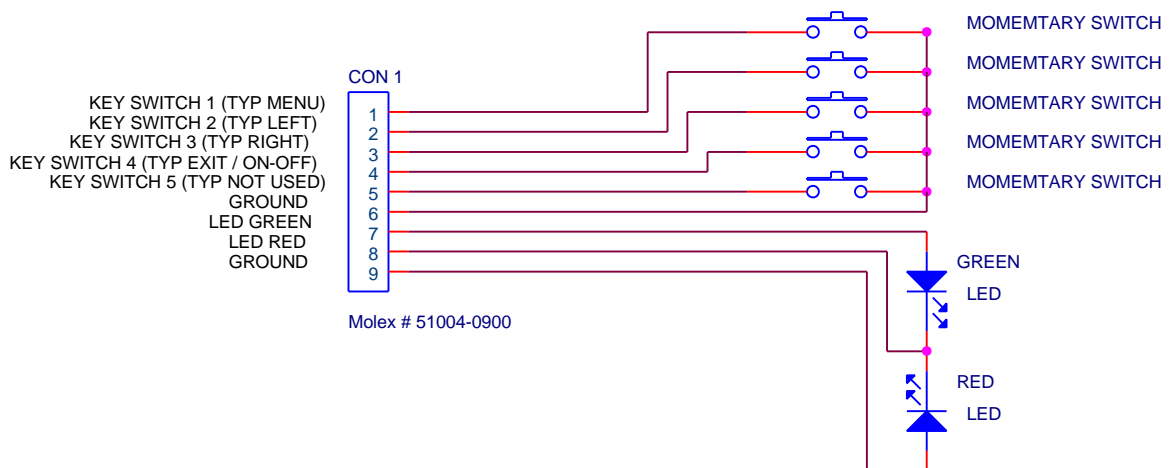 MOMEMTARY SWITCH
MOMEMTARY SWITCH
MOMEMTARY SWITCH
MOMEMTARY SWITCH
MOMEMTARY SWITCH
CON 1
KEY SWITCH 1 (TYP MENU)
KEY SWITCH 2 (TYP LEFT)
KEY SWITCH 3 (TYP RIGHT)
KEY SWITCH 4 (TYP EXIT / ON-OFF)
KEY SWITCH 5 (TYP NOT USED)
GROUND
LED GREEN
LED RED
GROUND
1
2
3
4
5
6
7
8
9
Molex # 51004-0900
GREEN
LED
RED
LED